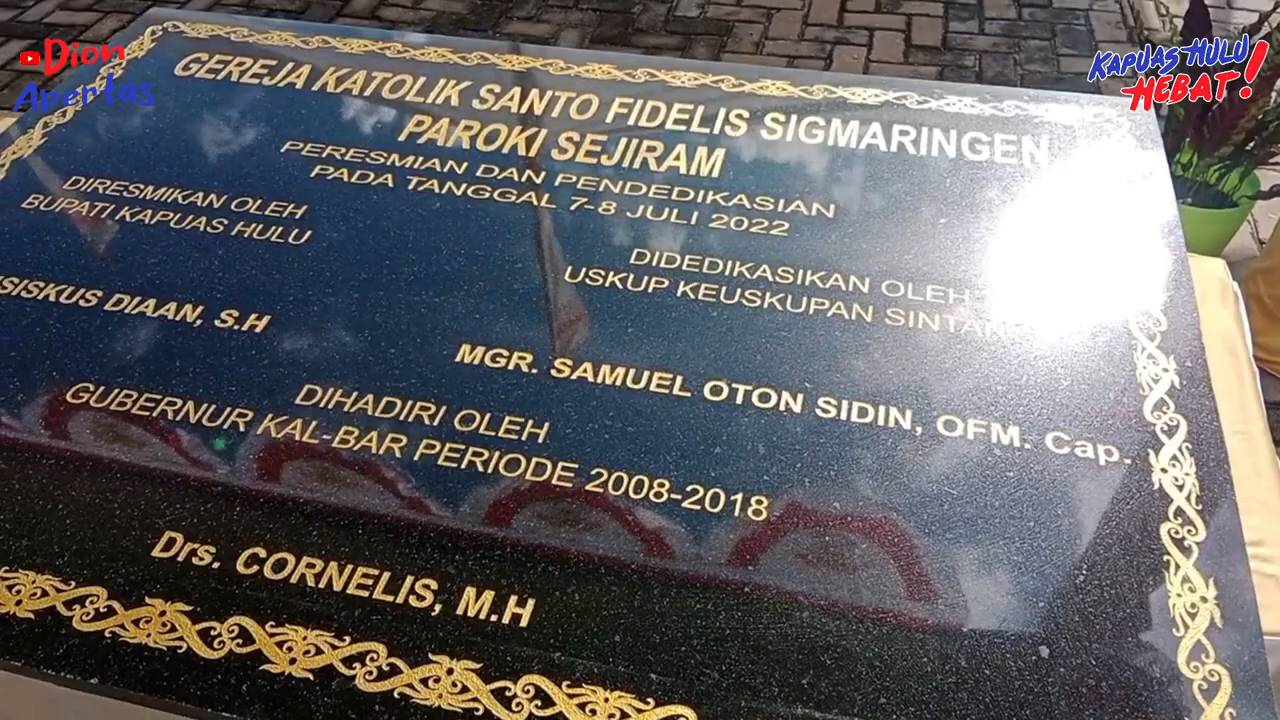 Dion
Apentas
KAPUAS HULU
HEBAT!
GEREJA KATOLIK SANTO FIDELIS SIGMARINGEN
PAROKI SEJIRAM
PERESMIAN DAN PENDEDIKASIAN
PADA TANGGAL 7-8 JULI 2022
DIRESMIKAN OLEH
BUPATI KAPUAS HULU
SISKUS DIAAN, S.H
DIDEDIKASIKAN OLEH
USKUP KEUSKUPAN SINTANG
MGR. SAMUEL OTON SIDIN, OFM. Cap.
DIHADIRI OLEH
GUBERNUR KAL-BAR PERIODE 2008-2018
Drs. CORNELIS, M.H